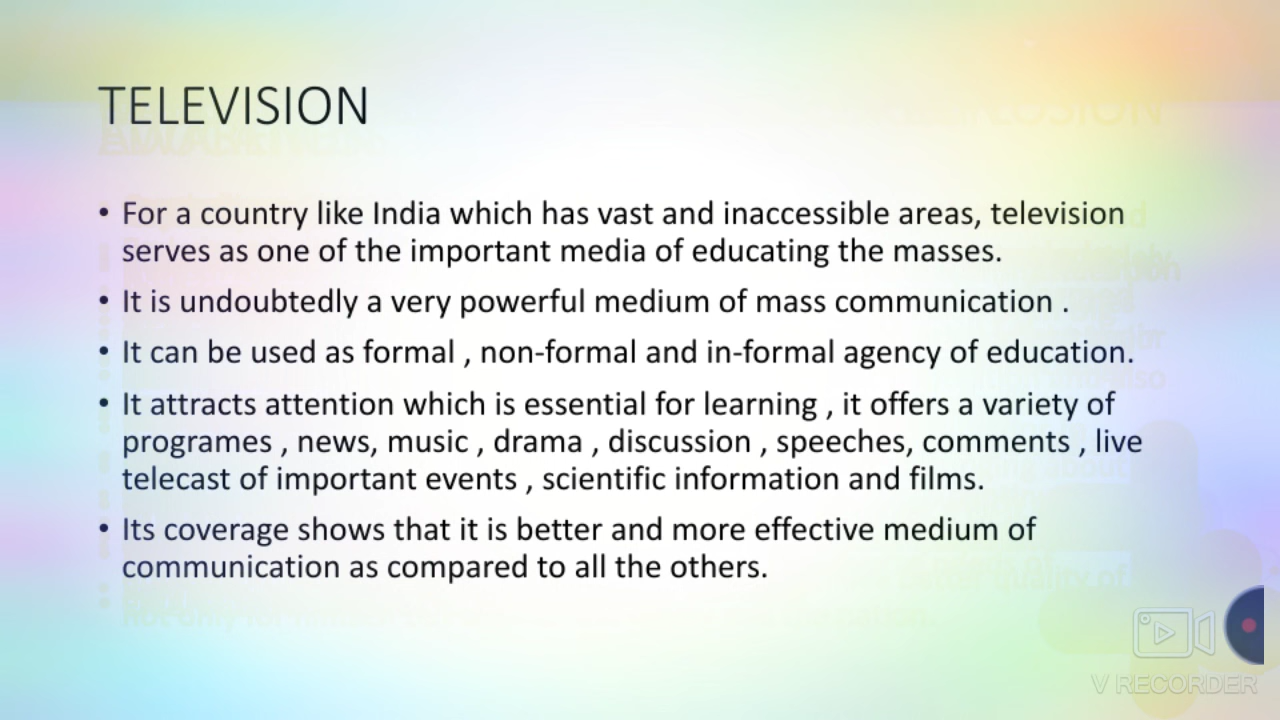 TELEVISION
• For a country like India which has vast and inaccessible areas, television
serves as one of the important media of educating the masses.
• It is undoubtedly a very powerful medium of mass communication .
• It can be used as formal , non-formal and in-formal agency of education.
• It attracts attention which is essential for learning , it offers a variety of
programes , news, music , drama , discussion , speeches, comments , live
telecast of important events , scientific information and films.
• Its coverage shows that it is better and more effective medium of
communication as compared to all the others.
V RECORDER